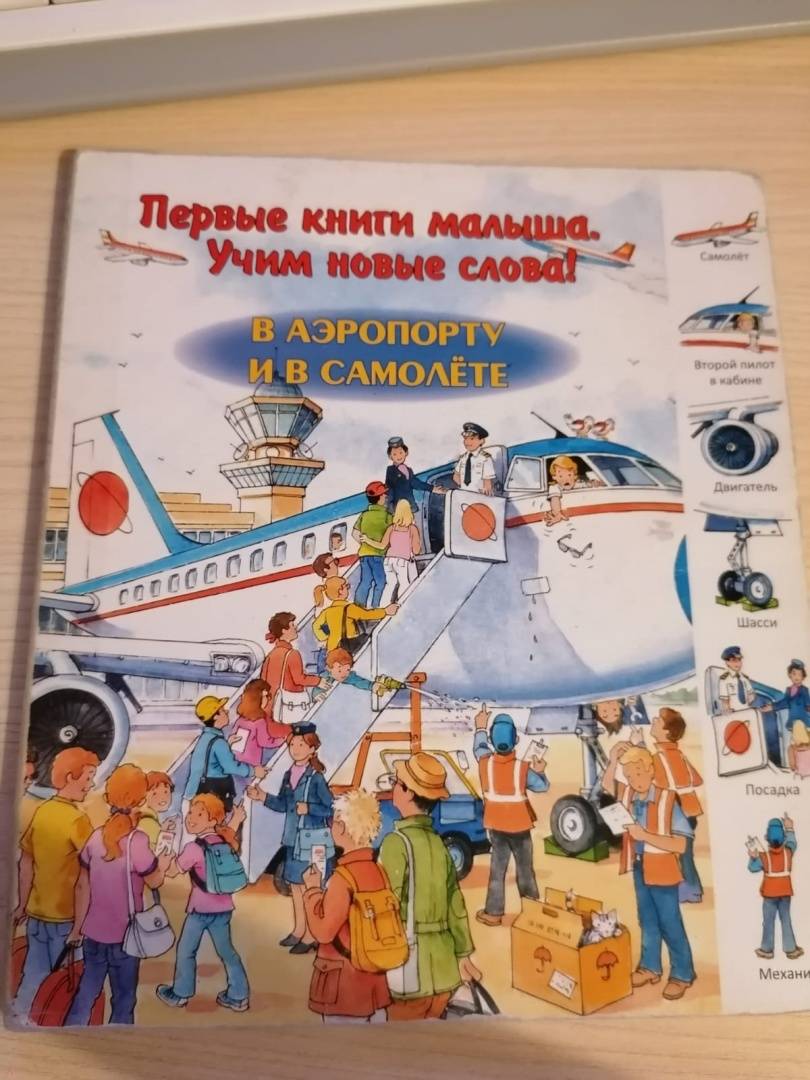 Первые книги малыша.
Учим новые слова!
В АЭРОПОРТУ
И В САМОЛЁТЕ
Самолёт
Второй пилот
в кабине
Двигатель
Шасси
Посадка
Механи